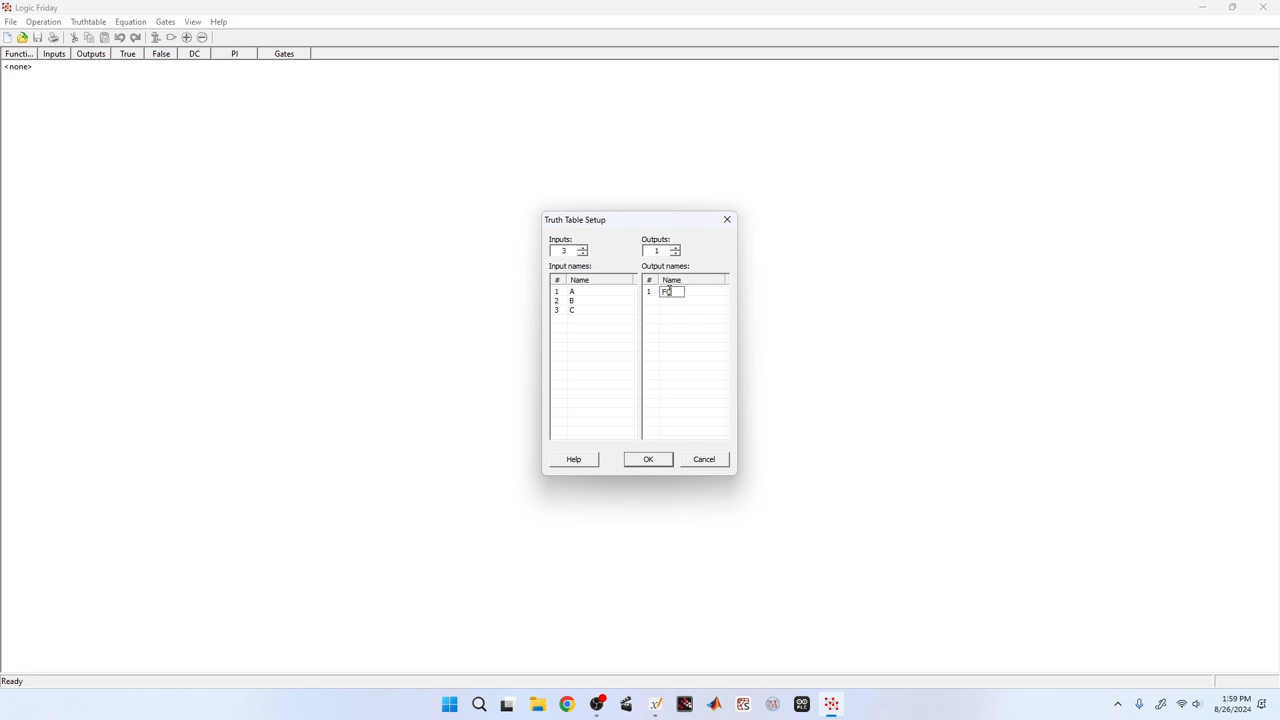 Logic Friday
File Operation Truthtable Equation Gates View Help
Functi... Inputs Outputs True False DC PI Gates
<none>
Truth Table Setup
Inputs: Outputs:
3 1
Input names: Output names:
# Name # Name
1 A 1
2 B
3 C
Help OK Cancel
Ready
1:59 PM
8/26/2024